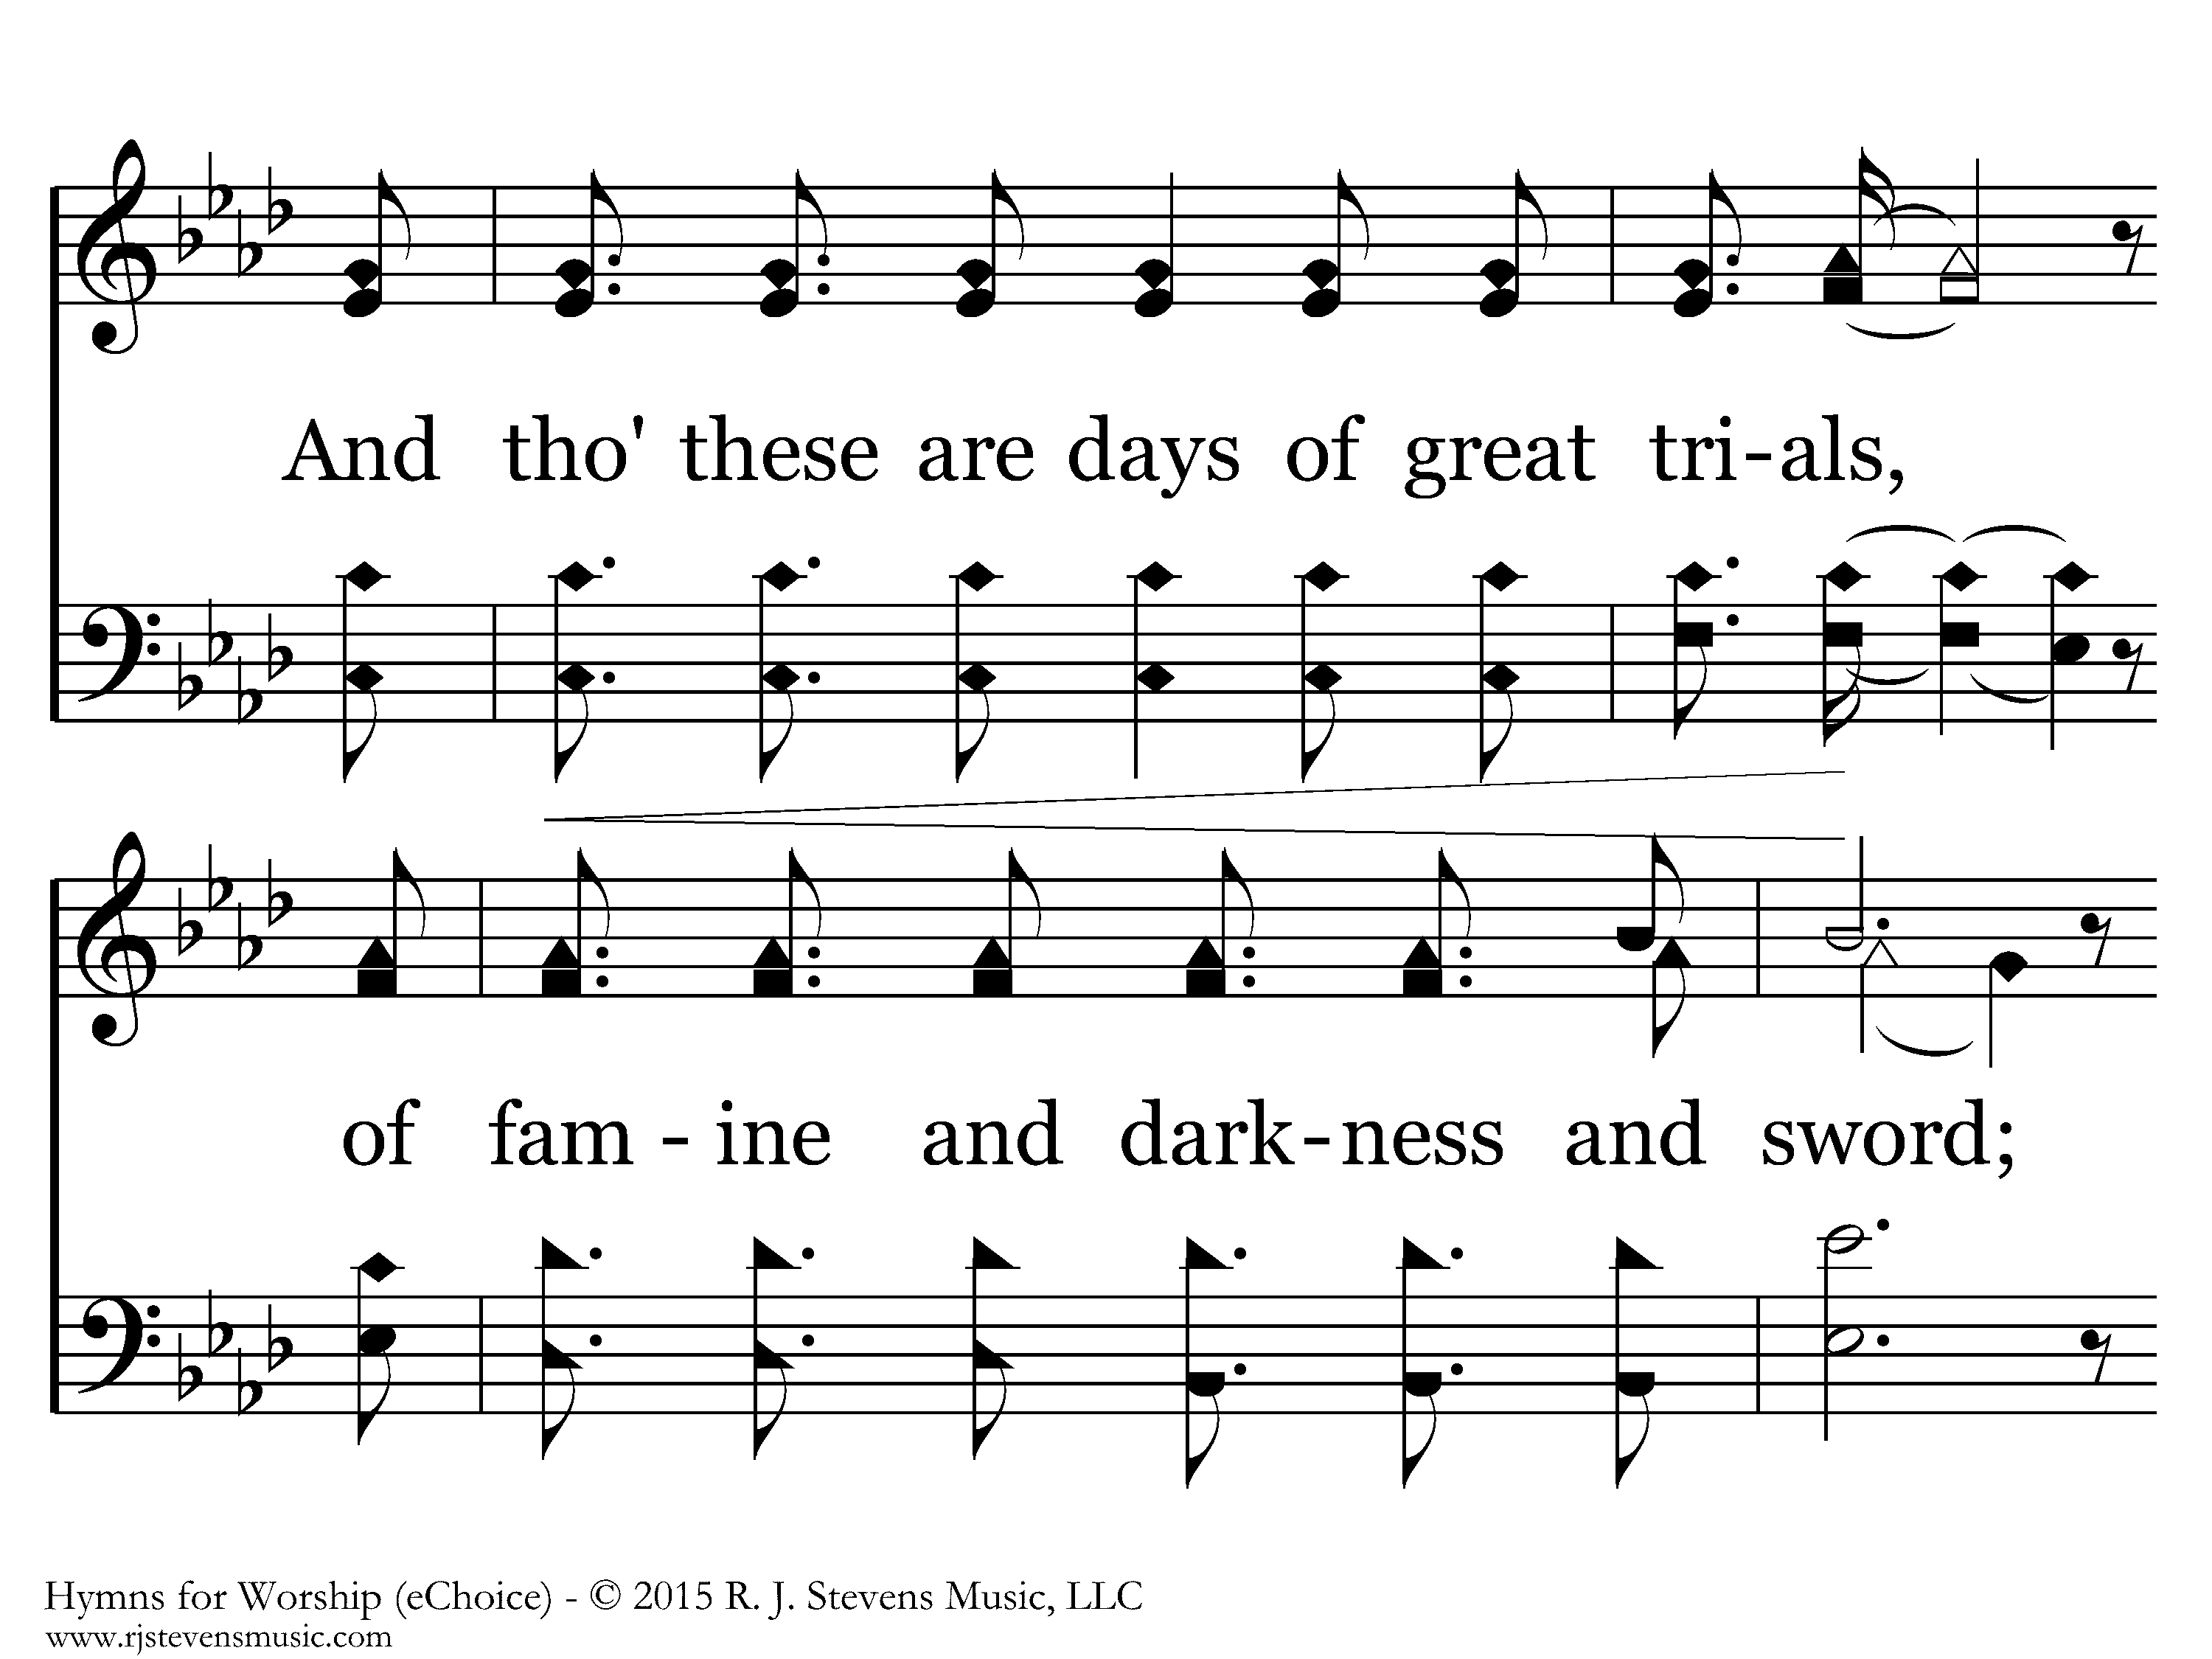 And tho' these are days of great tri-als,
of fam - ine and dark-ness and sword;
Hymns for Worship (eChoice) - © 2015 R. J. Stevens Music, LLC
www.rjstevensmusic.com